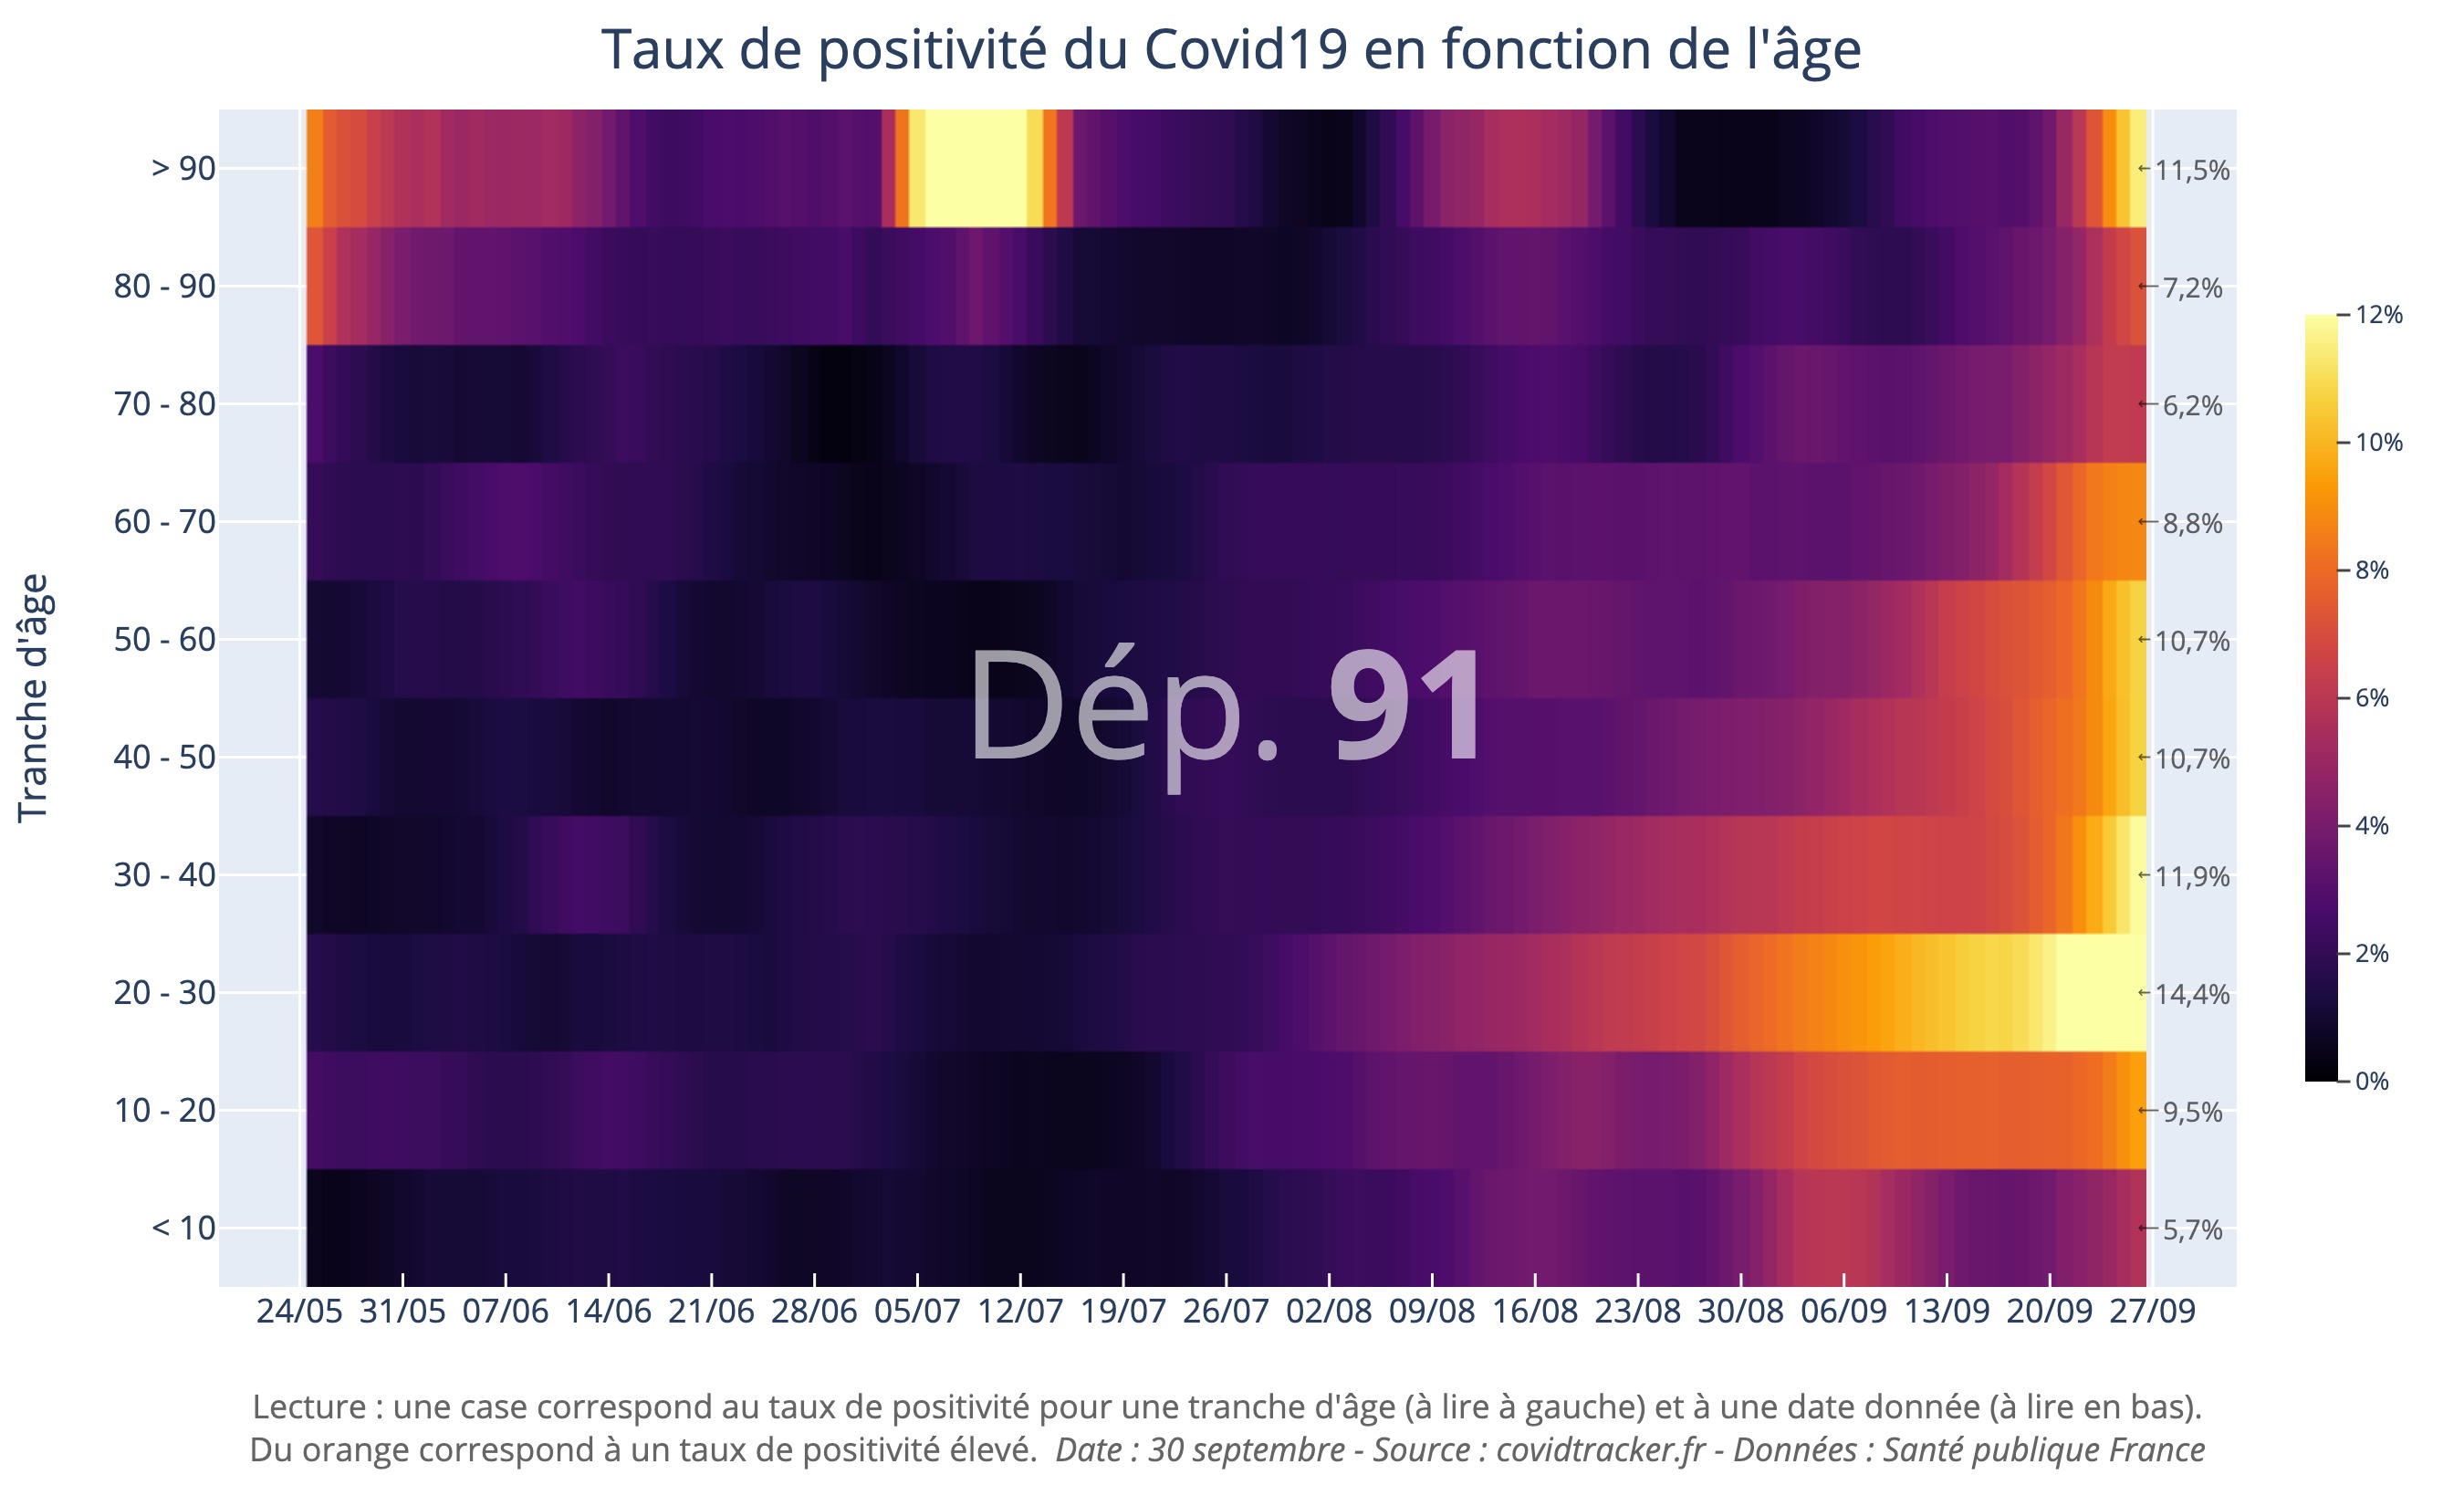 Taux de positivité du Covid19 en fonction de l'âge
Tranche d'âge
> 90
80 - 90
70 - 80
60 - 70
50 - 60
40 - 50
30 - 40
20 - 30
10 - 20
< 10
Dép. 91
←11,5%
←7,2%
←6,2%
←8,8%
←10,7%
←10,7%
←11,9%
←14,4%
←9,5%
←5,7%
12%
10%
8%
6%
4%
2%
0%
24/05 31/05 07/06 14/06 21/06 28/06 05/07 12/07 19/07 26/07 02/08 09/08 16/08 23/08 30/08 06/09 13/09 20/09 27/09
Lecture : une case correspond au taux de positivité pour une tranche d'âge (à lire à gauche) et à une date donnée (à lire en bas).
Du orange correspond à un taux de positivité élevé. Date : 30 septembre - Source : covidtracker.fr - Données : Santé publique France